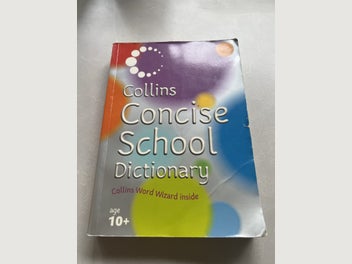 Collins
Concise
School
Dictionary
Collins Word Wizard inside
age
10+